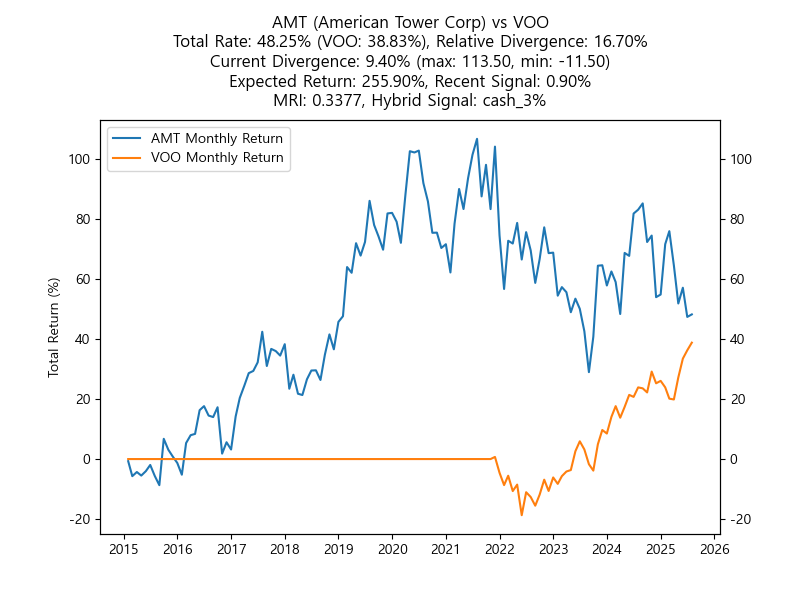 AMT (American Tower Corp) vs VOO
Total Rate: 48.25% (VOO: 38.83%), Relative Divergence: 16.70%
Current Divergence: 9.40% (max: 113.50, min: -11.50)
Expected Return: 255.90%, Recent Signal: 0.90%
MRI: 0.3377, Hybrid Signal: cash_3%
AMT Monthly Return
VOO Monthly Return
Total Return (%)
100
80
60
40
20
0
-20
100
80
60
40
20
0
-20
2015 2016 2017 2018 2019 2020 2021 2022 2023 2024 2025 2026